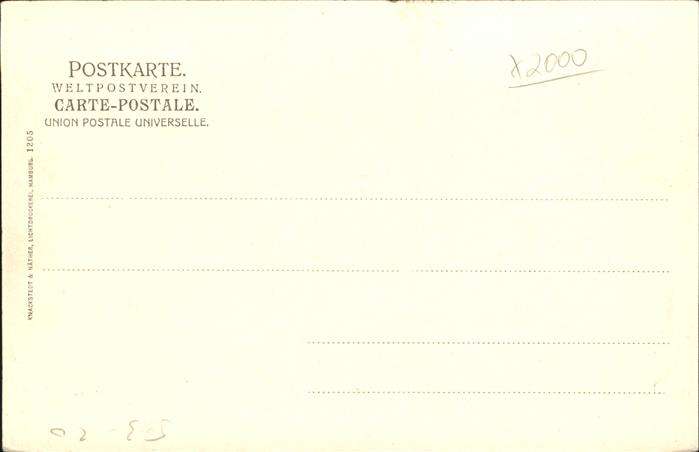 POSTKARTE.
WELTPOSTVEREIN.
CARTE-POSTALE.
UNION POSTALE UNIVERSELLE.
x2000
KNACKSTEDT & NÄTHER, LICHTDRUCKEREI, HAMBURG. 1205